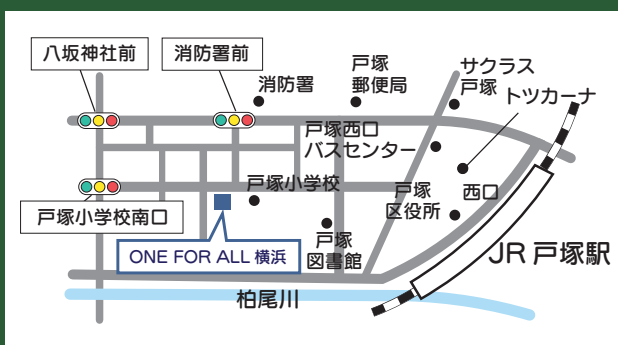 八坂神社前
消防署前
消防署
戸塚
郵便局
サクラス
戸塚
トツカーナ
戸塚西口
バスセンター
戸塚小学校
戸塚
区役所
西口
戸塚小学校南口
ONE FOR ALL 横浜
戸塚
図書館
JR 戸塚駅
柏尾川